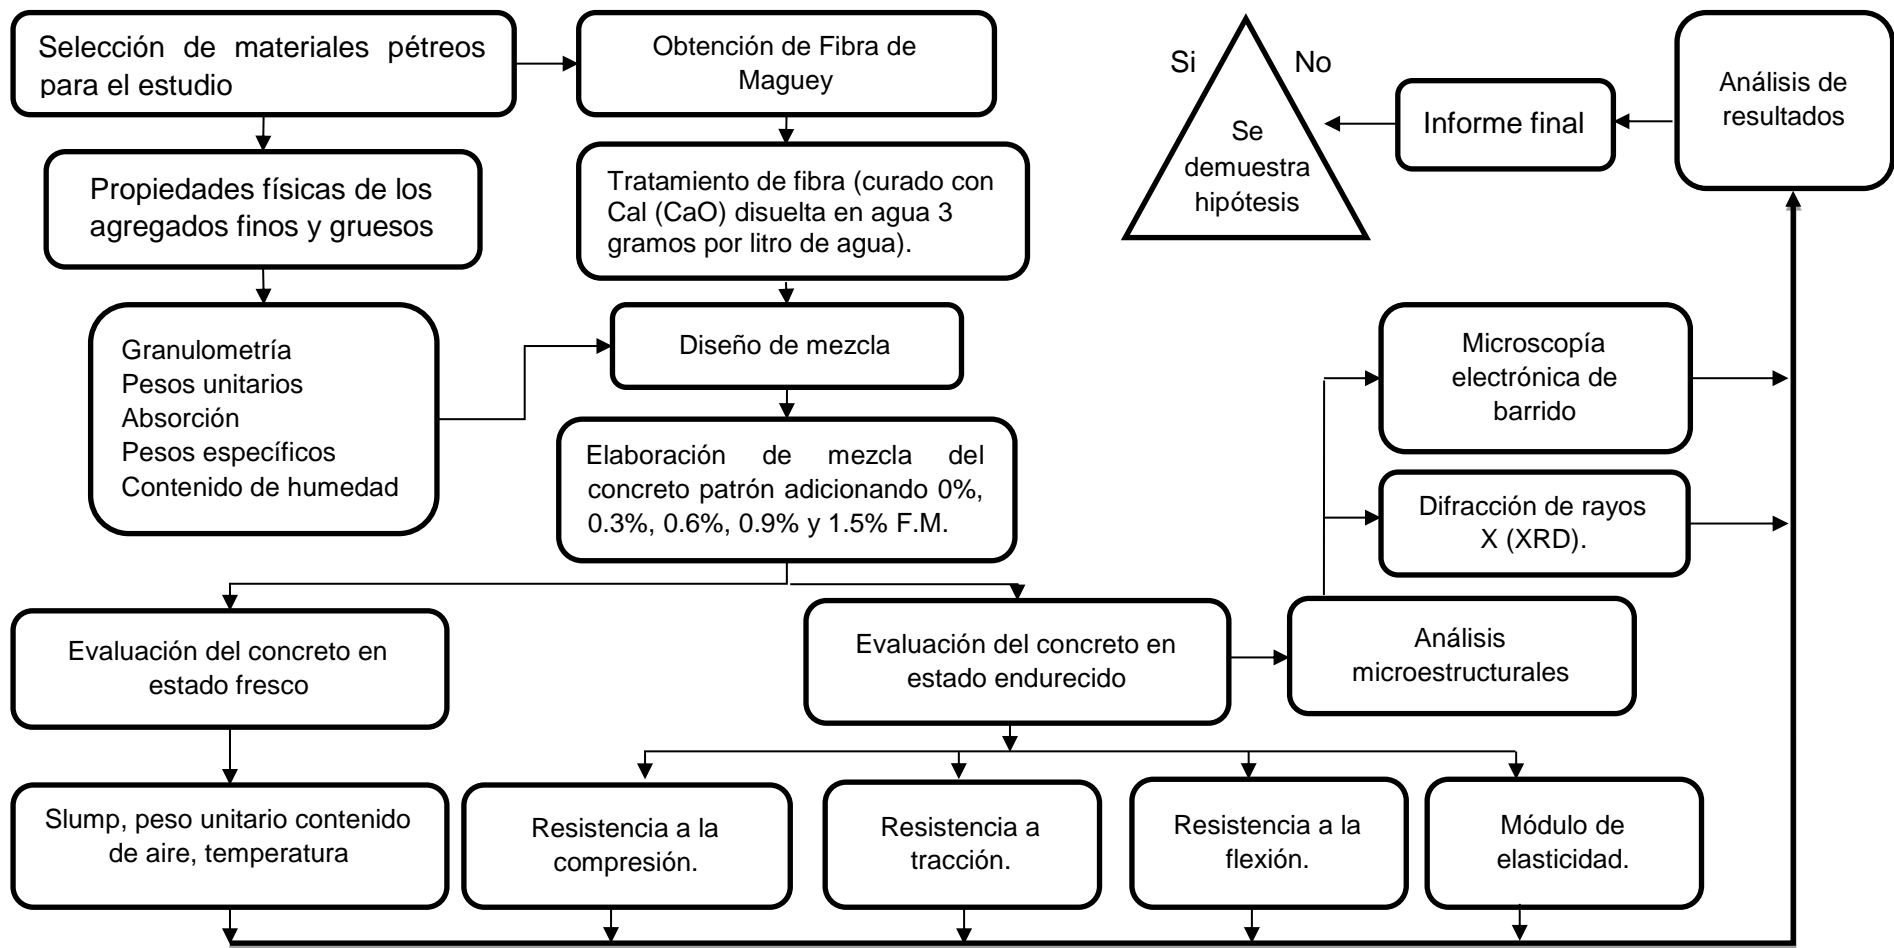 Selección de materiales pétreos
para el estudio
Obtención de Fibra de
Maguey
Propiedades físicas de los
agregados finos y gruesos
Tratamiento de fibra (curado con
Cal (CaO) disuelta en agua 3
gramos por litro de agua).
Granulometría
Pesos unitarios
Absorción
Pesos específicos
Contenido de humedad
Diseño de mezcla
Elaboración de mezcla del
concreto patrón adicionando 0%,
0.3%, 0.6%, 0.9% y 1.5% F.M.
Evaluación del concreto en
estado fresco
Evaluación del concreto en
estado endurecido
Análisis
microestructurales
Microscopía
electrónica de
barrido
Difracción de rayos
X (XRD).
Slump, peso unitario contenido
de aire, temperatura
Resistencia a la
compresión.
Resistencia a
tracción.
Resistencia a la
flexión.
Módulo de
elasticidad.
Análisis de
resultados
Informe final
Si
No
Se
demuestra
hipótesis